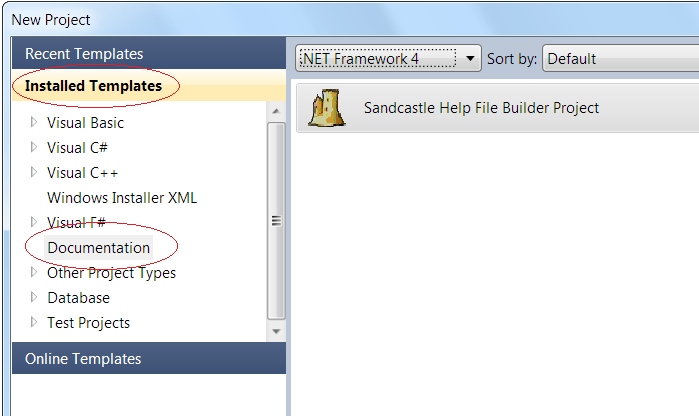 New Project
Recent Templates
.NET Framework 4
Sort by:
Default
Installed Templates
Sandcastle Help File Builder Project
Visual Basic
Visual C#
Visual C++
Windows Installer XML
Visual F#
Documentation
Other Project Types
Database
Test Projects
Online Templates